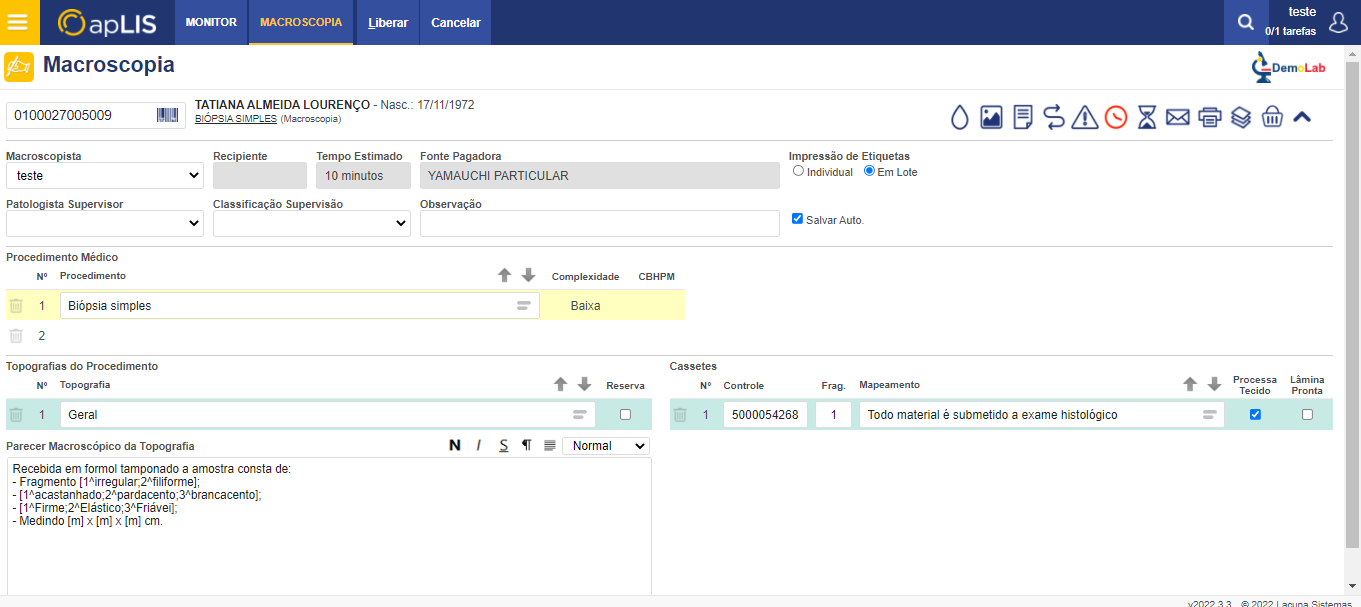 apLIS MONITOR MACROSCOPIA Liberar Cancelar teste
0/1 tarefas
Macroscopia DemoLab
0100027005009 TATIANA ALMEIDA LOURENÇO - Nasc.: 17/11/1972
BIÓPSIA SIMPLES (Macroscopia)
Macroscopista Recipiente Tempo Estimado Fonte Pagadora Impressão de Etiquetas
teste 10 minutos YAMAUCHI PARTICULAR Individual Em Lote
Patologista Supervisor Classificação Supervisão Observação
Salvar Auto.
Procedimento Médico
Nº Procedimento Complexidade CBHPM
1 Biópsia simples Baixa
2
Topografias do Procedimento
Nº Topografia Reserva
1 Geral
Cassetes
Nº Controle Frag. Mapeamento Processa Tecido Lâmina Pronta
1 5000054268 1 Todo material é submetido a exame histológico
Parecer Macroscópico da Topografia N I S ¶ Normal
Recebida em formol tamponado a amostra consta de:
- Fragmento [1^irregular;2^filiforme];
- [1^acastanhado;2^pardacento;3^brancacento];
- [1^Firme;2^Elástico;3^Friável];
- Medindo [m] x [m] x [m] cm.
v2022.3.3 © 2022 Laguna Sistemas